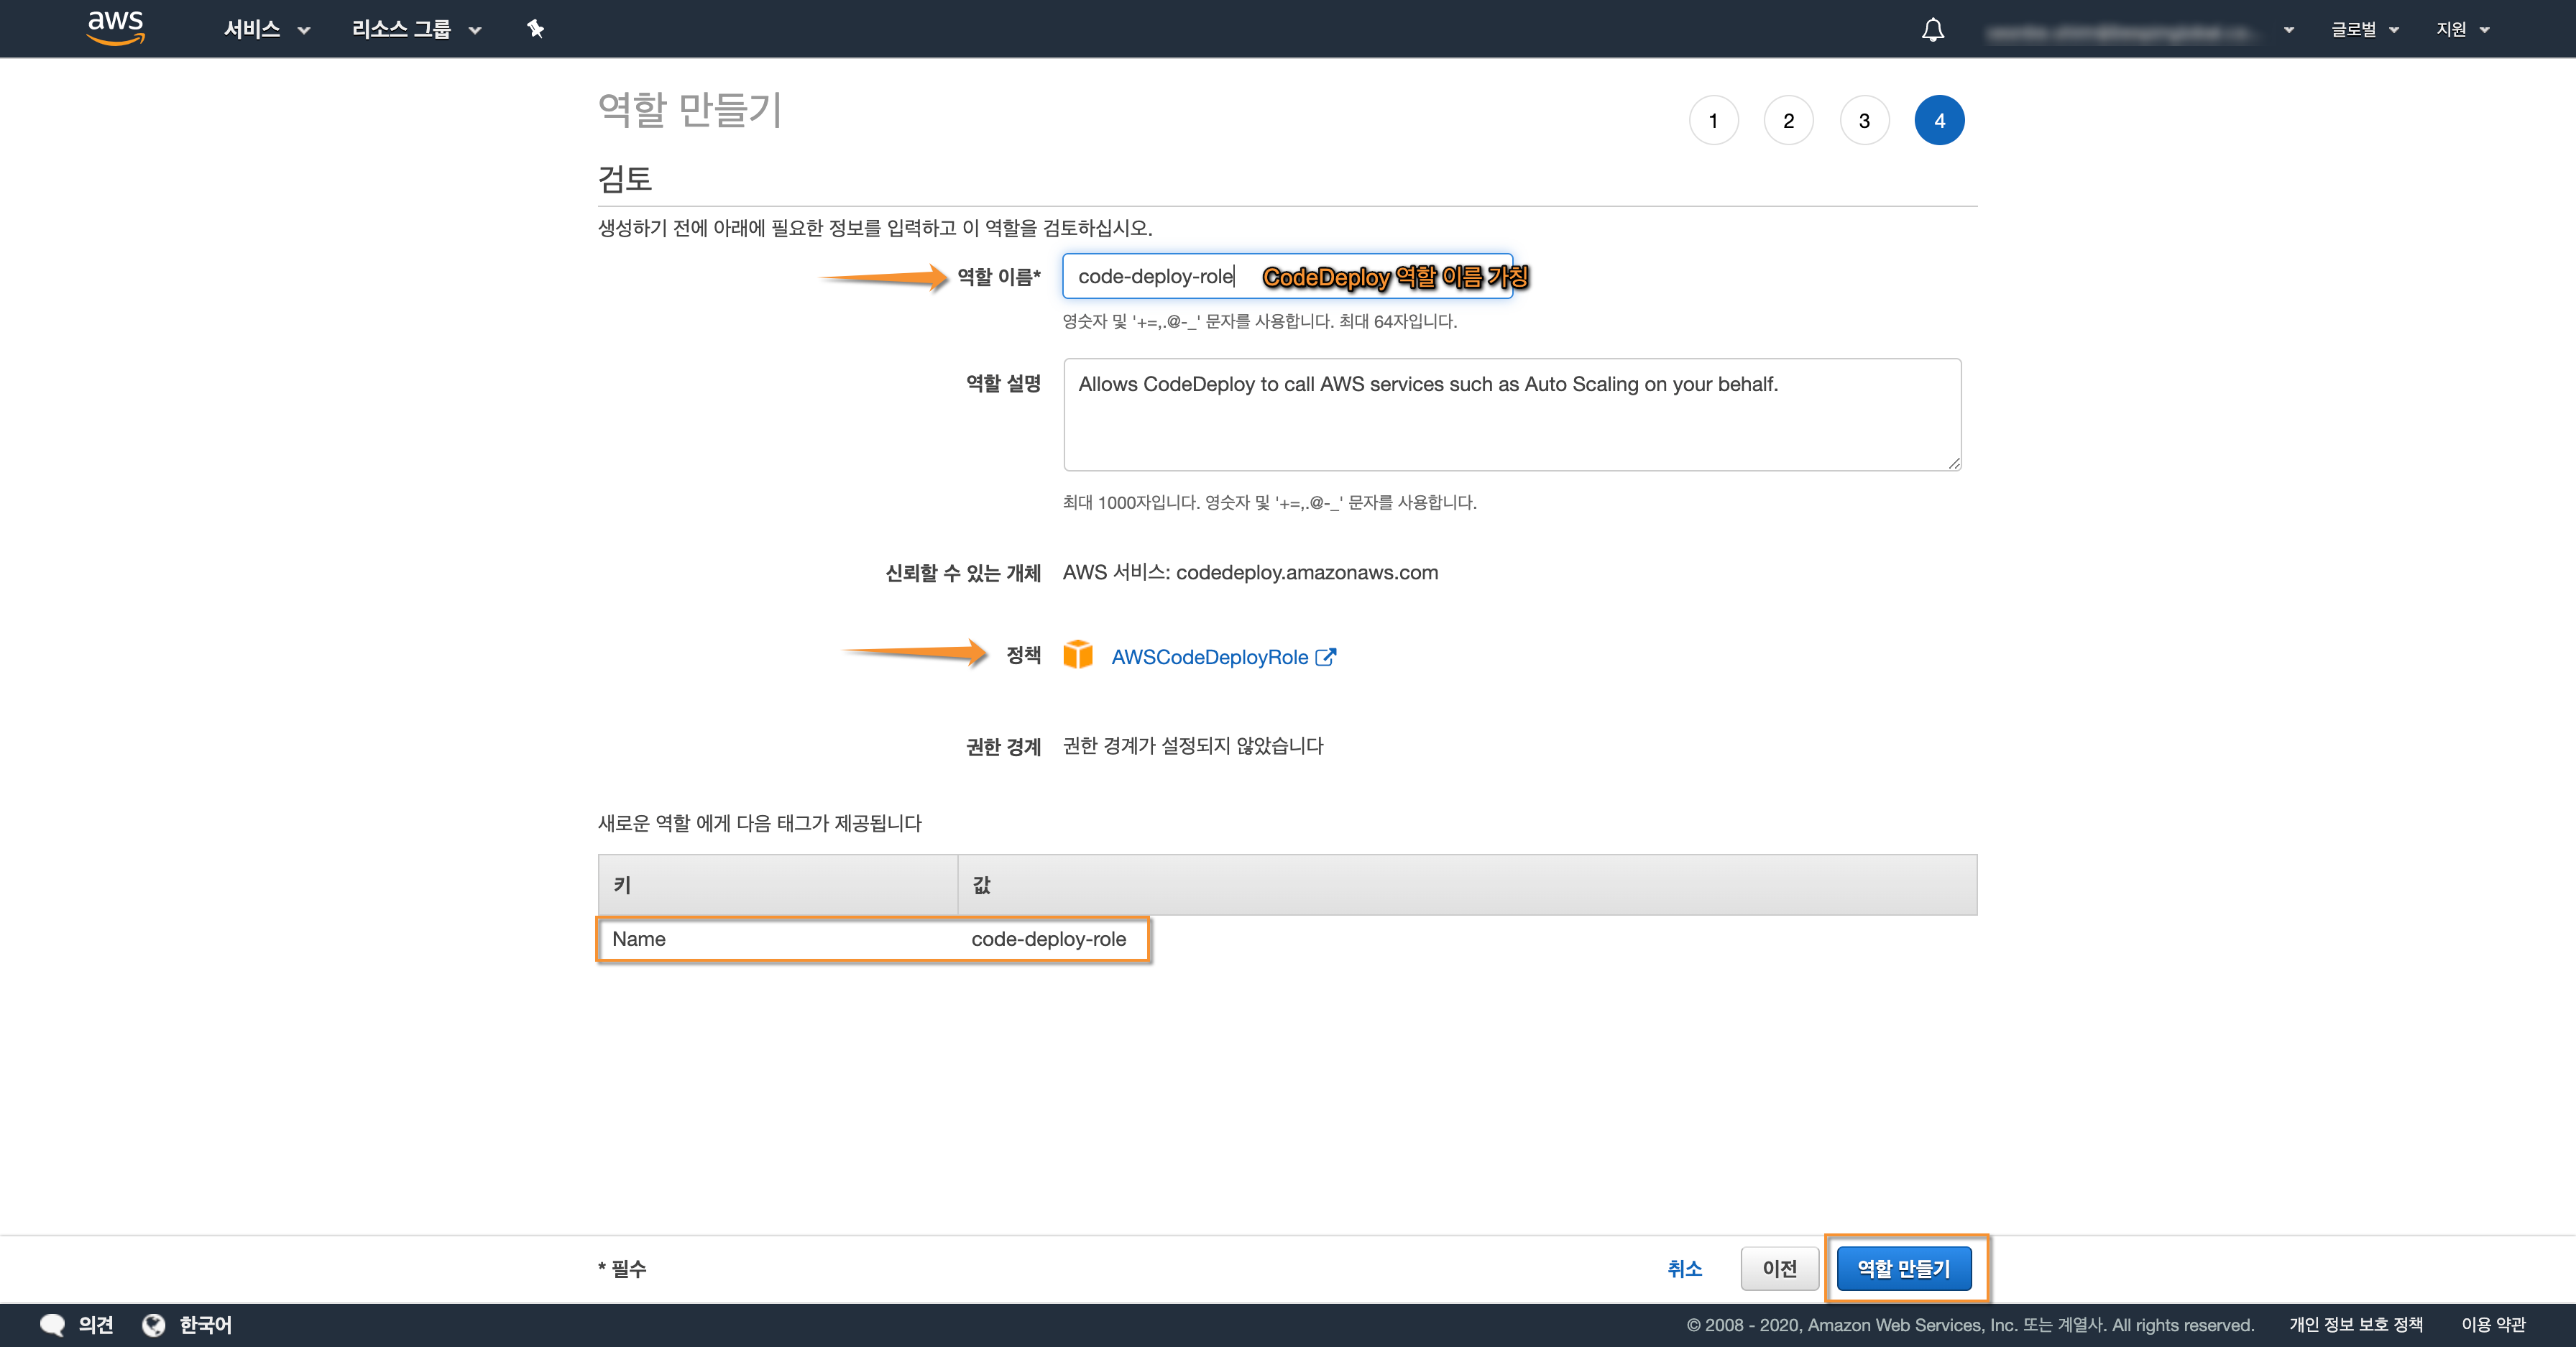 aws 서비스 리소스 그룹 글로벌 지원
역할 만들기
1 2 3 4
검토
생성하기 전에 아래에 필요한 정보를 입력하고 이 역할을 검토하십시오.
역할 이름* code-deploy-role CodeDeploy 역할 이름 가칭
영숫자 및 '+=,.@-_' 문자를 사용합니다. 최대 64자입니다.
역할 설명 Allows CodeDeploy to call AWS services such as Auto Scaling on your behalf.
최대 1000자입니다. 영숫자 및 '+=,.@-_' 문자를 사용합니다.
신뢰할 수 있는 개체 AWS 서비스: codedeploy.amazonaws.com
정책 AWSCodeDeployRole
권한 경계 권한 경계가 설정되지 않았습니다
새로운 역할 에게 다음 태그가 제공됩니다
키 값
Name code-deploy-role
* 필수 취소 이전 역할 만들기
의견 한국어 © 2008 - 2020, Amazon Web Services, Inc. 또는 계열사. All rights reserved. 개인 정보 보호 정책 이용 약관